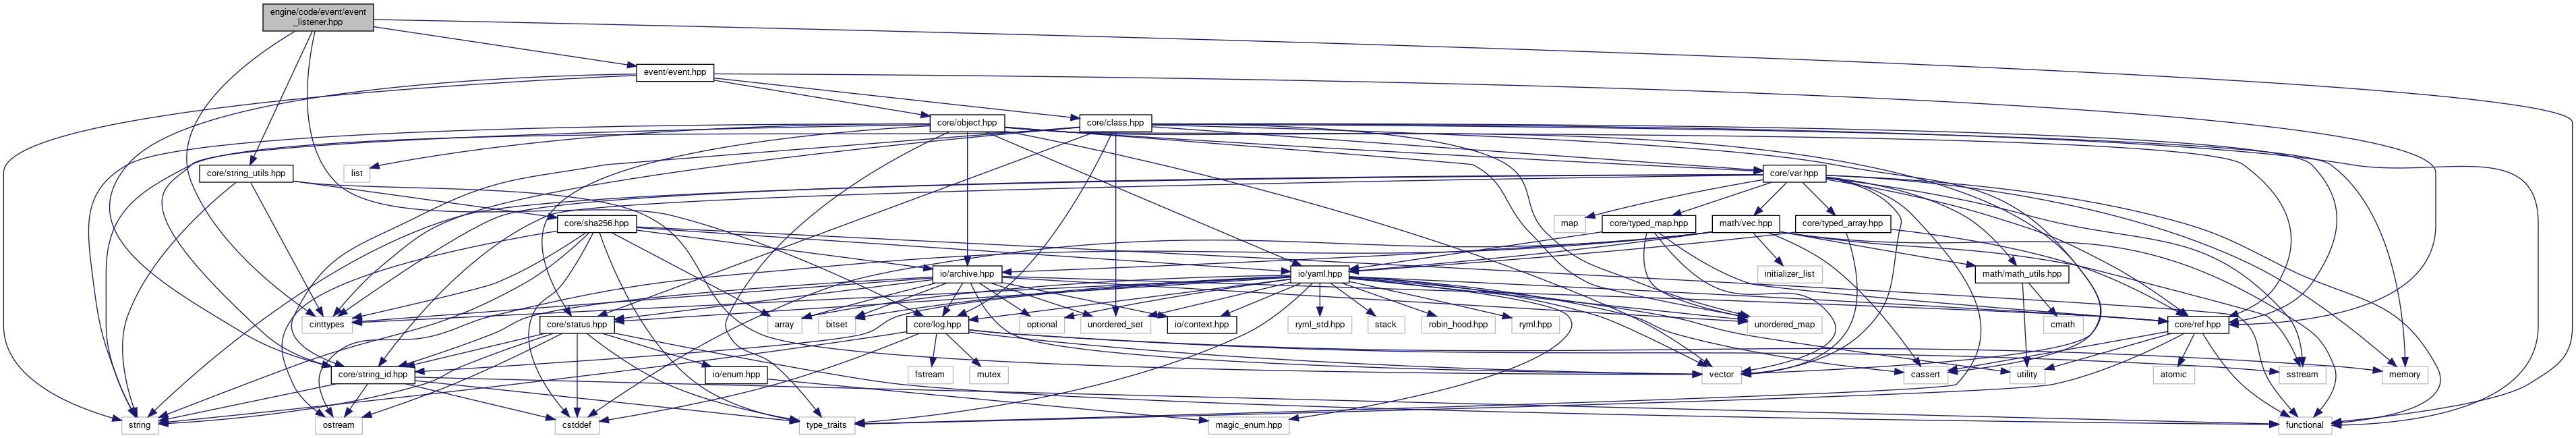 engine/code/event/event
_listener.hpp
event/event.hpp
core/object.hpp
core/class.hpp
core/string_utils.hpp
list
core/var.hpp
core/sha256.hpp
map
core/typed_map.hpp
math/vec.hpp
core/typed_array.hpp
io/archive.hpp
io/yaml.hpp
initializer_list
math/math_utils.hpp
cinttypes
core/status.hpp
array
bitset
core/log.hpp
optional
unordered_set
io/context.hpp
ryml_std.hpp
stack
robin_hood.hpp
ryml.hpp
unordered_map
cmath
core/ref.hpp
core/string_id.hpp
io/enum.hpp
fstream
mutex
vector
cassert
utility
atomic
sstream
memory
string
ostream
cstddef
type_traits
magic_enum.hpp
functional